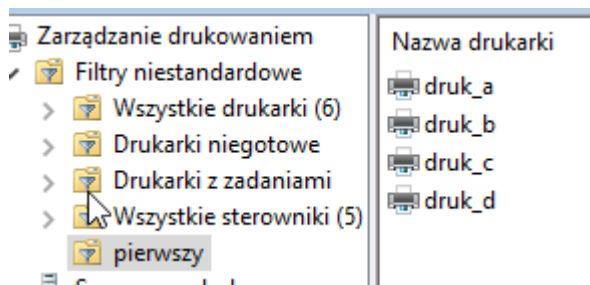 Zarządzanie drukowaniem
Filtry niestandardowe
Wszystkie drukarki (6)
Drukarki niegotowe
Drukarki z zadaniami
Wszystkie sterowniki (5)
pierwszy
Nazwa drukarki
druk_a
druk_b
druk_c
druk_d